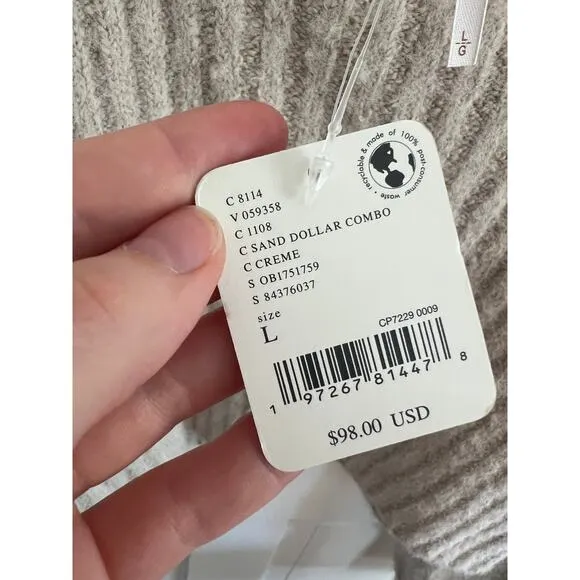 L
G
recyclable & made of 100% post-consumer waste •
C 8114
V 059358
C 1108
C SAND DOLLAR COMBO
C CREME
S OB1751759
S 84376037
size
L
CP7229 0009
1 97267 81447 8
$98.00 USD